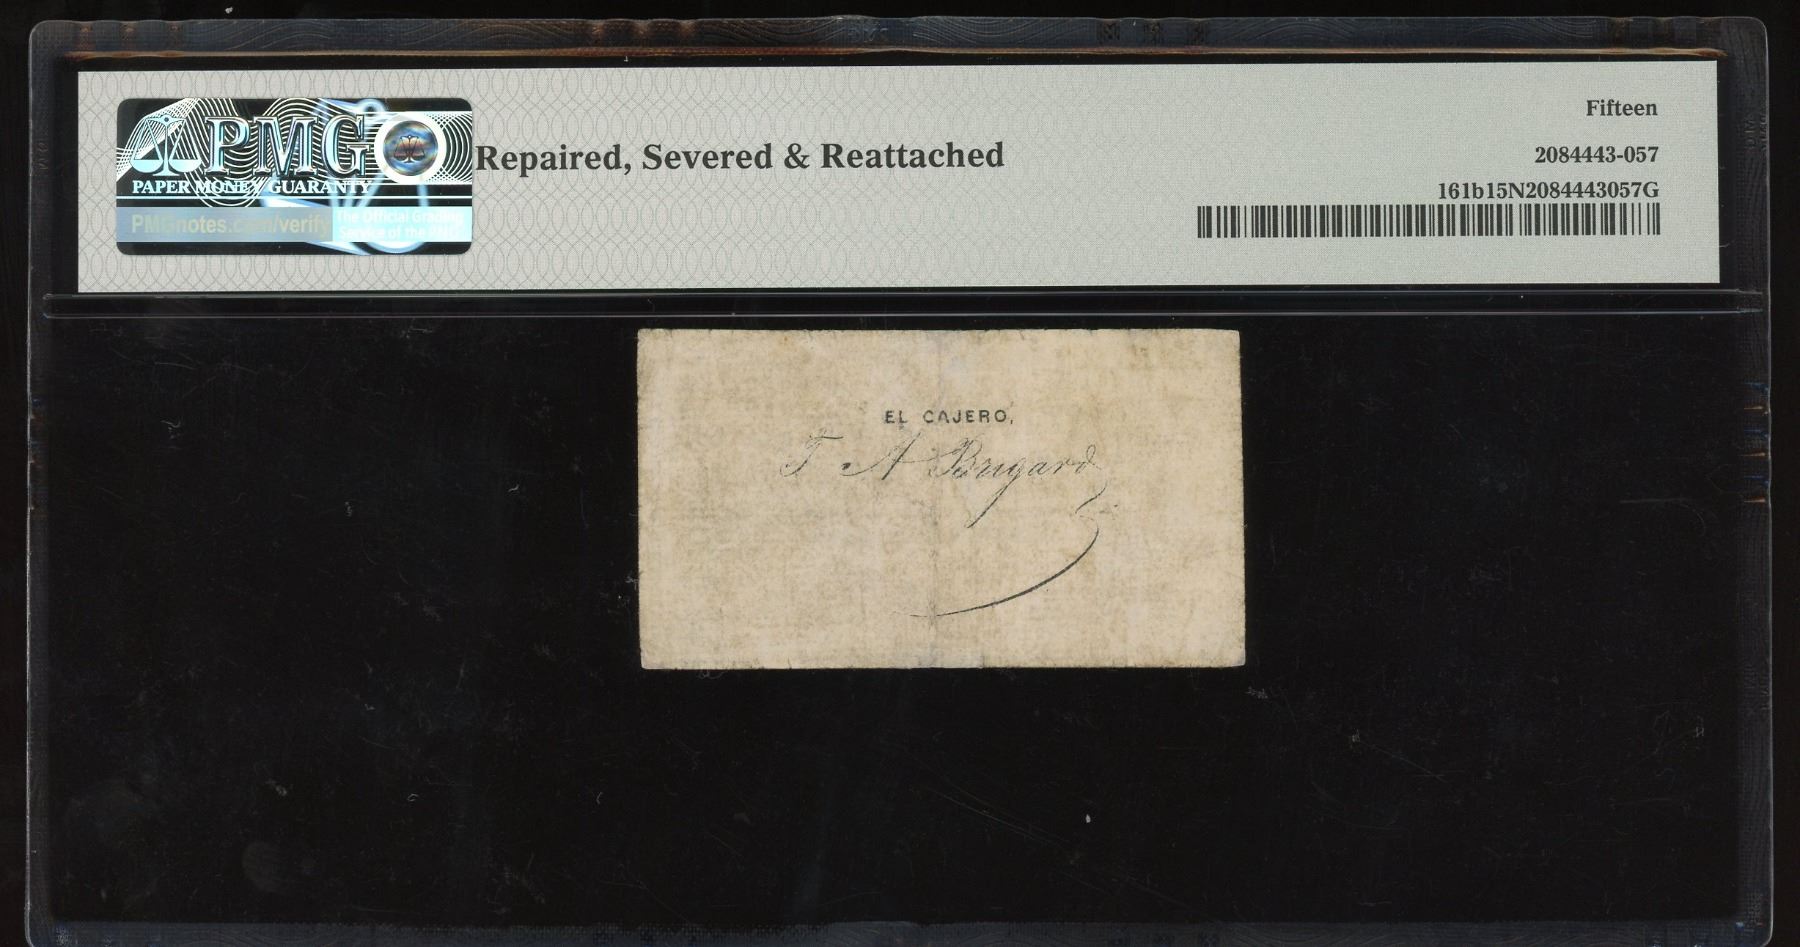 PMG
PAPER MONEY GUARANTY
PMGnotes.com/verify
The Official Grading
Service of the PNG
Repaired, Severed & Reattached
Fifteen
2084443-057
161b15N2084443057G
EL CAJERO,
T A Brigard